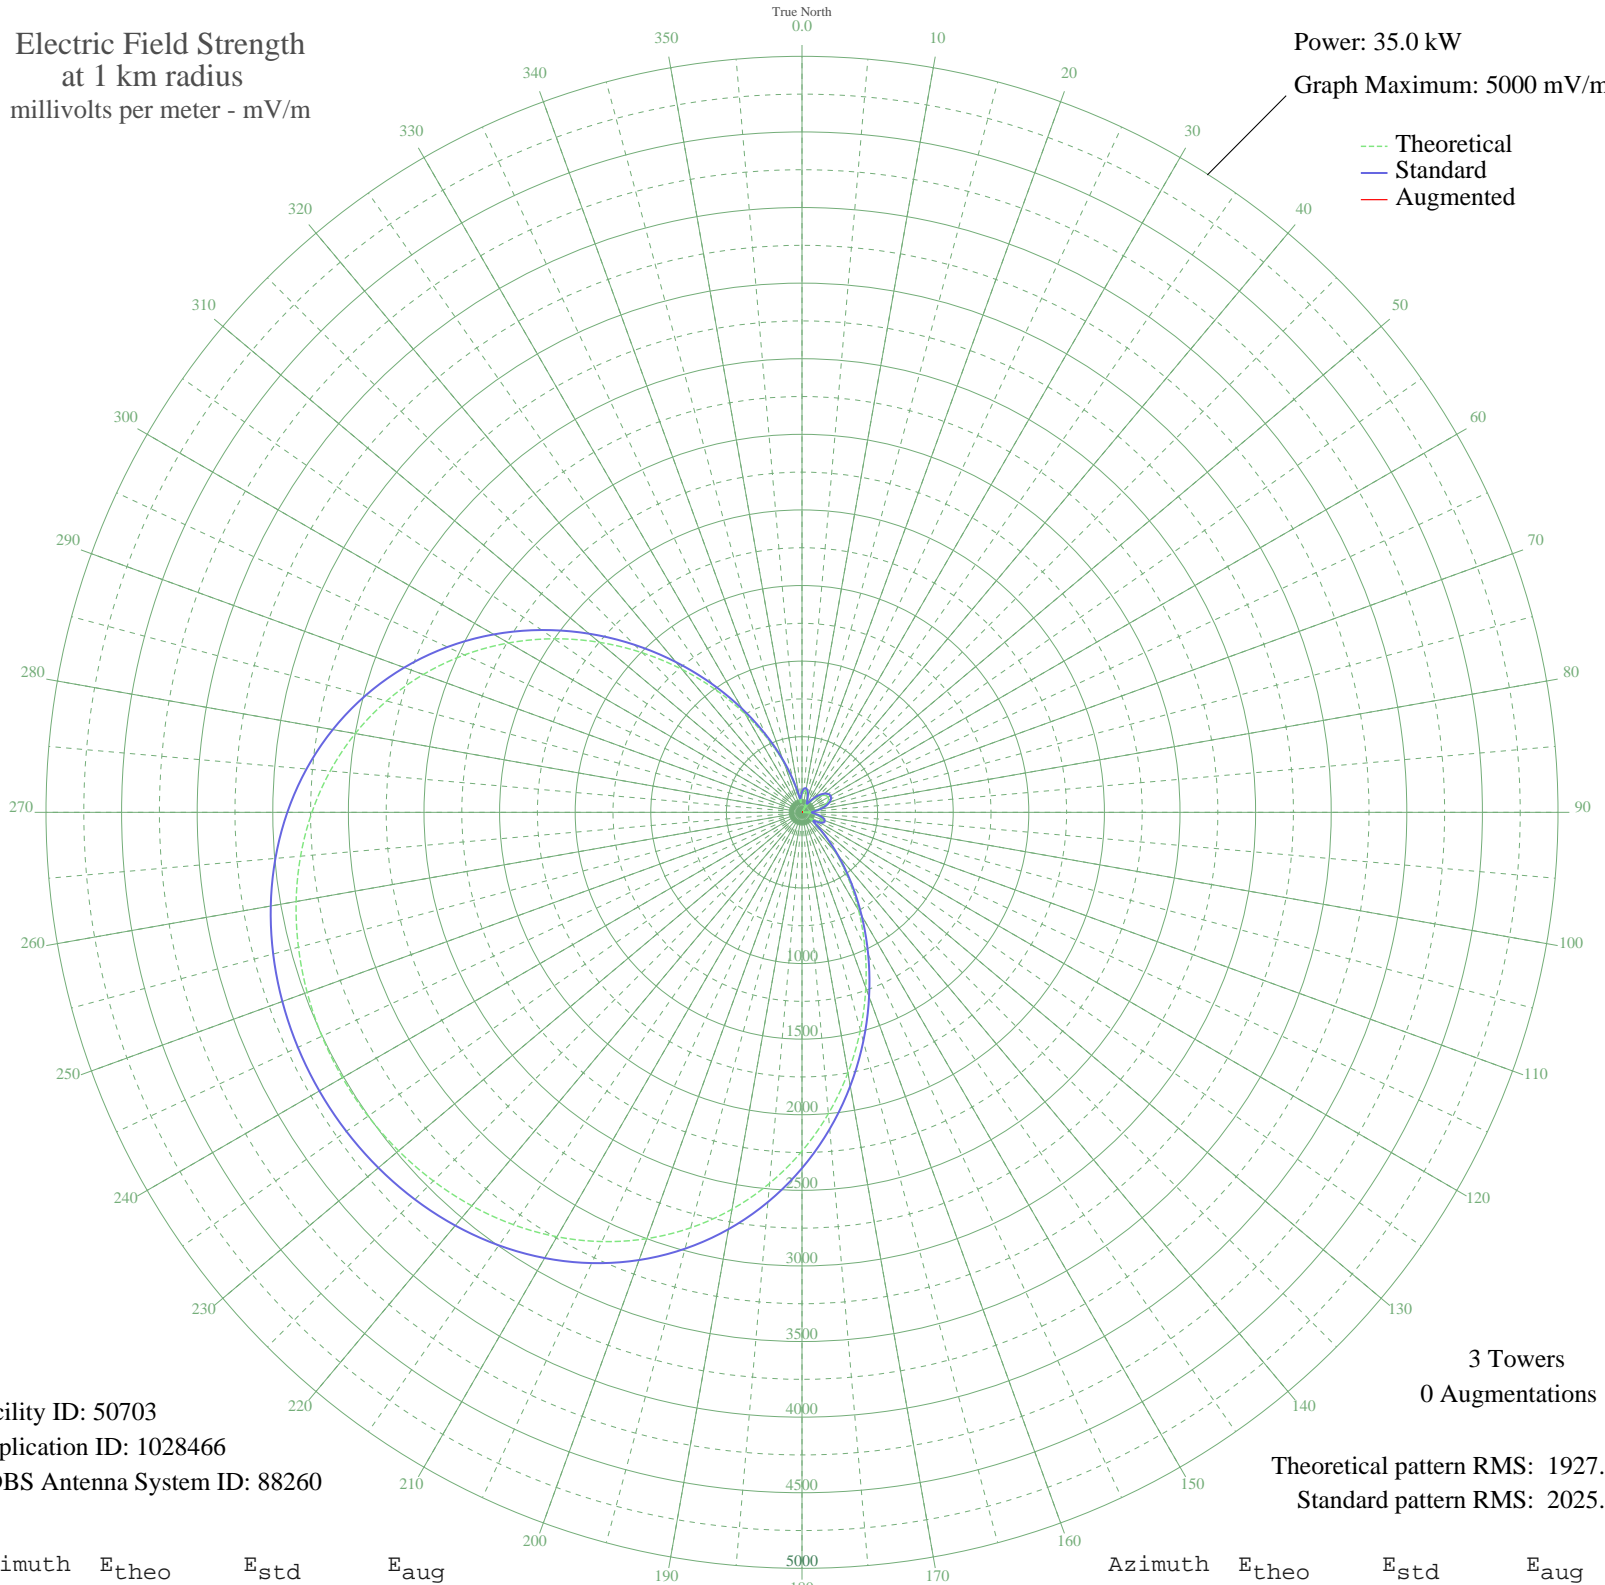 True North
0.0
Electric Field Strength
at 1 km radius
millivolts per meter - mV/m
Power: 35.0 kW
Graph Maximum: 5000 mV/m
Theoretical
Standard
Augmented
350
10
340
20
330
30
320
40
310
50
300
60
290
70
280
80
270
90
260
100
250
110
240
120
230
130
220
140
210
150
200
160
190
170
1000
1500
2000
2500
3000
3500
4000
4500
5000
3 Towers
0 Augmentations
cility ID: 50703
plication ID: 1028466
DBS Antenna System ID: 88260
Theoretical pattern RMS: 1927.
Standard pattern RMS: 2025.
imuth Etheo Estd Eaug
Azimuth Etheo Estd Eaug